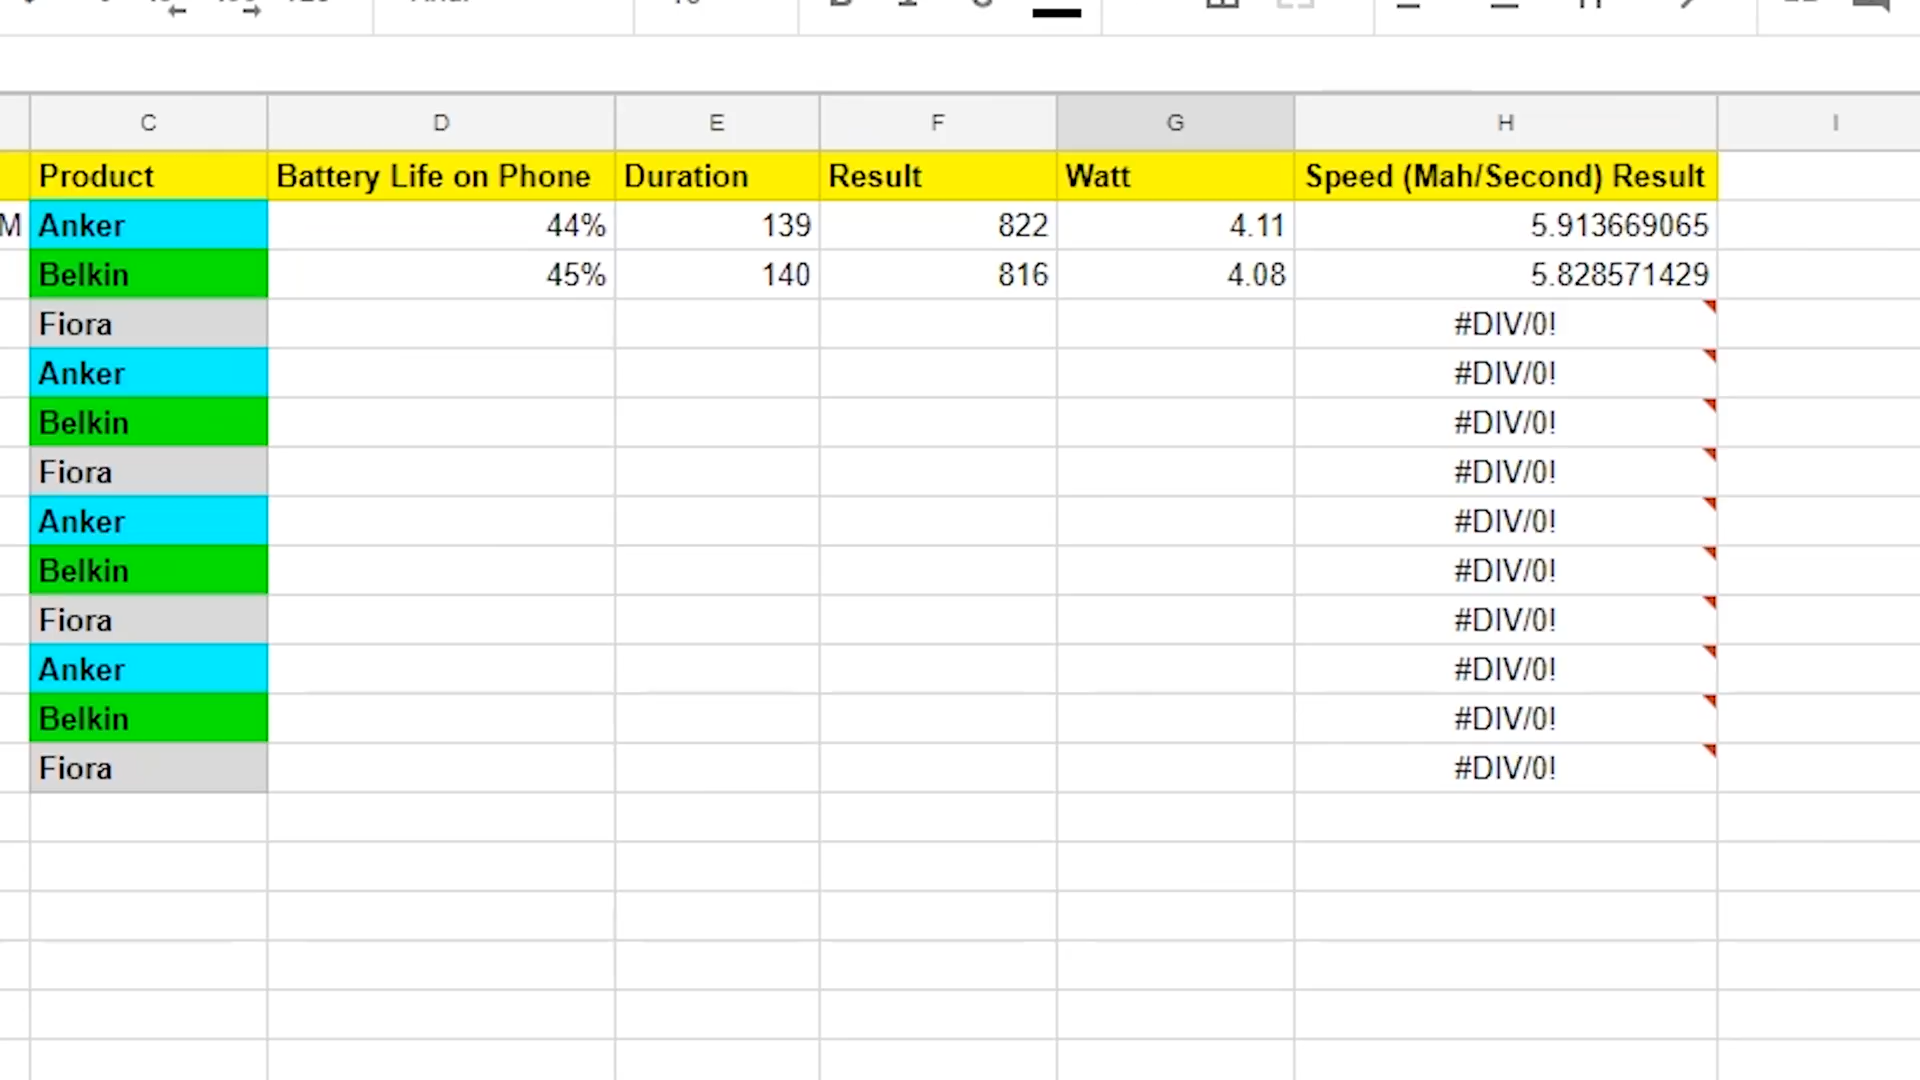 C D E F G H I
Product Battery Life on Phone Duration Result Watt Speed (Mah/Second) Result
M Anker 44% 139 822 4.11 5.913669065
Belkin 45% 140 816 4.08 5.828571429
Fiora #DIV/0!
Anker #DIV/0!
Belkin #DIV/0!
Fiora #DIV/0!
Anker #DIV/0!
Belkin #DIV/0!
Fiora #DIV/0!
Anker #DIV/0!
Belkin #DIV/0!
Fiora #DIV/0!